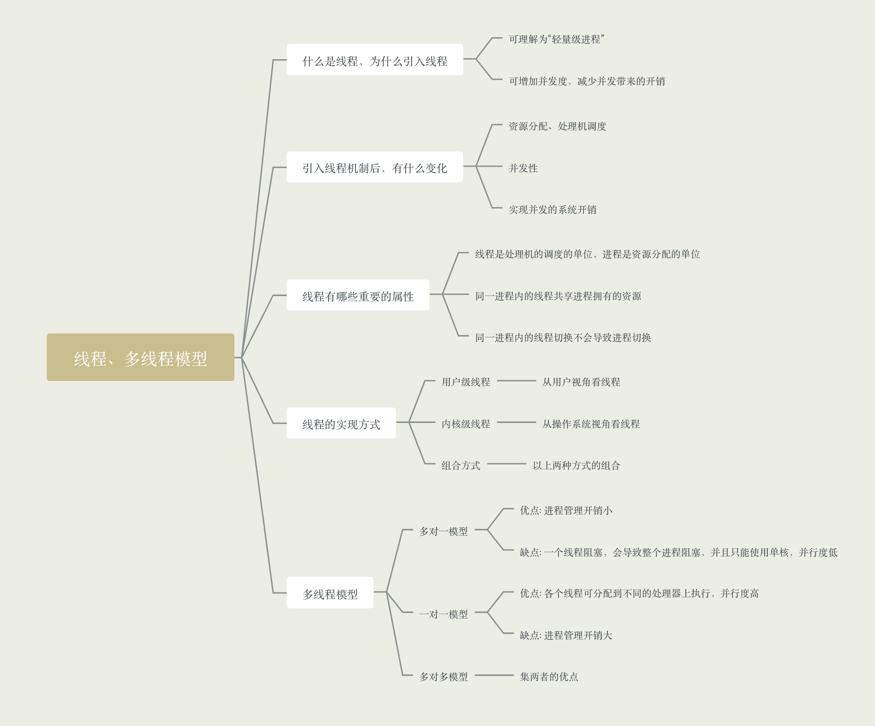 线程、多线程模型
什么是线程、为什么引入线程
可理解为“轻量级进程”
可增加并发度、减少并发带来的开销
引入线程机制后、有什么变化
资源分配、处理机调度
并发性
实现并发的系统开销
线程有哪些重要的属性
线程是处理机的调度的单位、进程是资源分配的单位
同一进程内的线程共享进程拥有的资源
同一进程内的线程切换不会导致进程切换
线程的实现方式
用户级线程
从用户视角看线程
内核级线程
从操作系统视角看线程
组合方式
以上两种方式的组合
多线程模型
多对一模型
优点: 进程管理开销小
缺点: 一个线程阻塞、会导致整个进程阻塞、并且只能使用单核、并行度低
一对一模型
优点: 各个线程可分配到不同的处理器上执行、并行度高
缺点: 进程管理开销大
多对多模型
集两者的优点